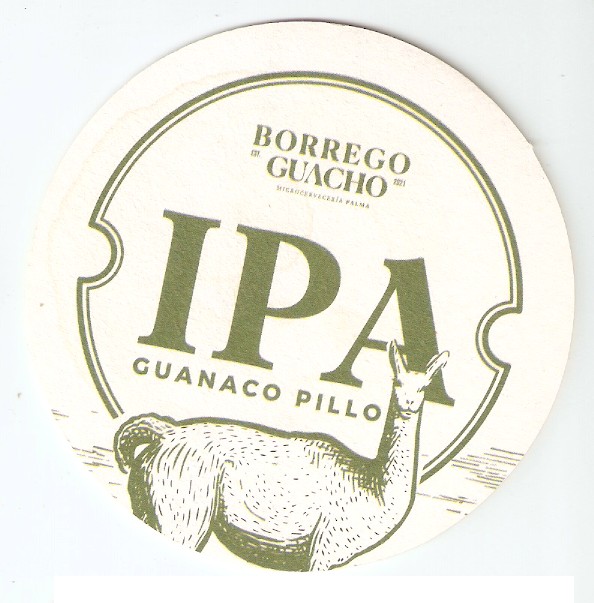 BORREGO
EST. GUACHO 2021
MICROCERVECERÍA PALMA
IPA
GUANACO PILLO